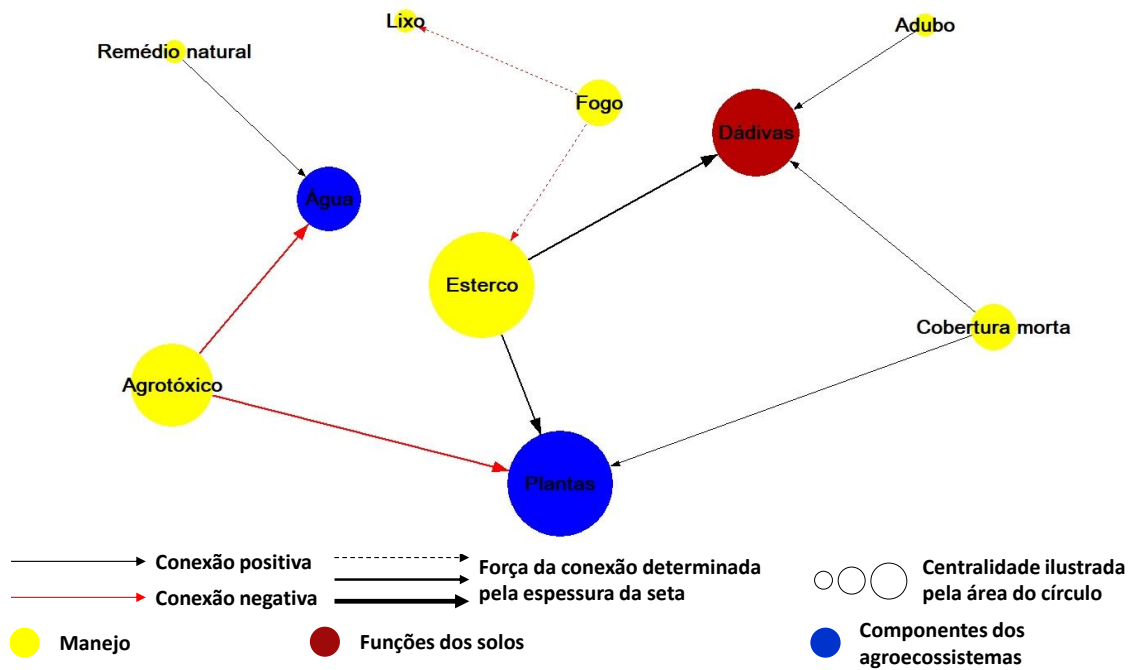 Lixo
Adubo
Remédio natural
Fogo
Dádivas
Água
Esterco
Cobertura morta
Agrotóxico
Plantas
Conexão positiva
Conexão negativa
Força da conexão determinada
pela espessura da seta
Centralidade ilustrada
pela área do círculo
Manejo
Funções dos solos
Componentes dos
agroecossistemas